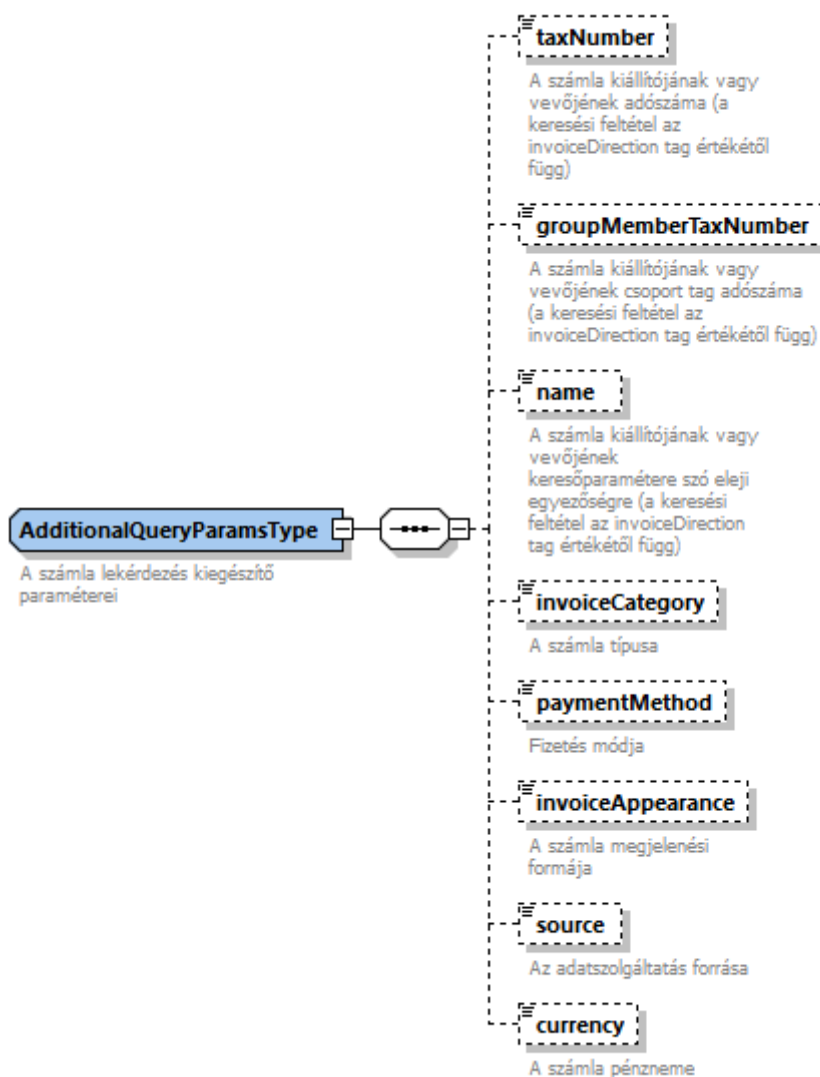 taxNumber
A számla kiállítójának vagy
vevőjének adószáma (a
keresési feltétel az
invoiceDirection tag értékétől
függ)
groupMemberTaxNumber
A számla kiállítójának vagy
vevőjének csoport tag adószáma
(a keresési feltétel az
invoiceDirection tag értékétől függ)
name
A számla kiállítójának vagy
vevőjének
keresőparamétere szó eleji
egyezőségre (a keresési
feltétel az invoiceDirection
tag értékétől függ)
AdditionalQueryParamsType
A számla lekérdezés kiegészítő
paraméterei
invoiceCategory
A számla típusa
paymentMethod
Fizetés módja
invoiceAppearance
A számla megjelenési
formája
source
Az adatszolgáltatás forrása
currency
A számla pénzneme